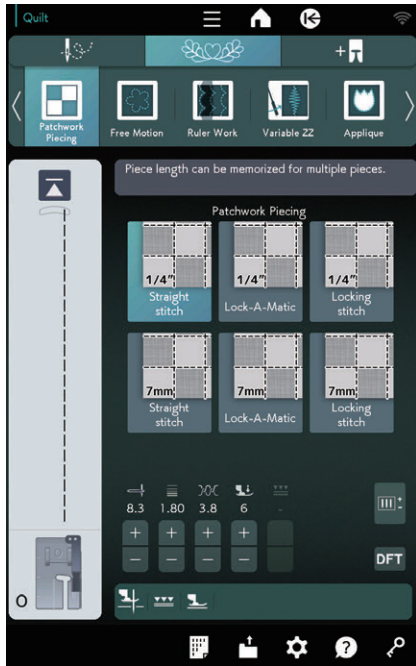 Quilt
Patchwork
Piecing
Free Motion
Ruler Work
Variable ZZ
Applique
Piece length can be memorized for multiple pieces.
Patchwork Piecing
1/4"
Straight
stitch
1/4"
Lock-A-Matic
1/4"
Locking
stitch
7mm
Straight
stitch
7mm
Lock-A-Matic
7mm
Locking
stitch
8.3 1.80 3.8 6 -
+ + + +
− − − −
DFT
O